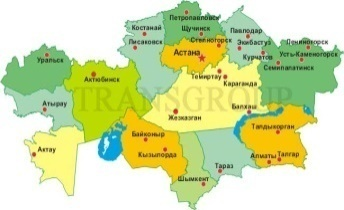 Петропавловск
Костанай
Щучинск
Павлодар
Лисаковск
Степногорск
Экибастуз
Лениногорск
Астана
Курчатов
Усть-Каменогорск
Уральск
Семипалатинск
Темиртау
Актюбинск
Караганда
TRANSGROUP
Атырау
Балхаш
Жезказган
Актау
Байконыр
Талдыкорган
Кызылорда
Алматы
Талгар
Тараз
Шымкент